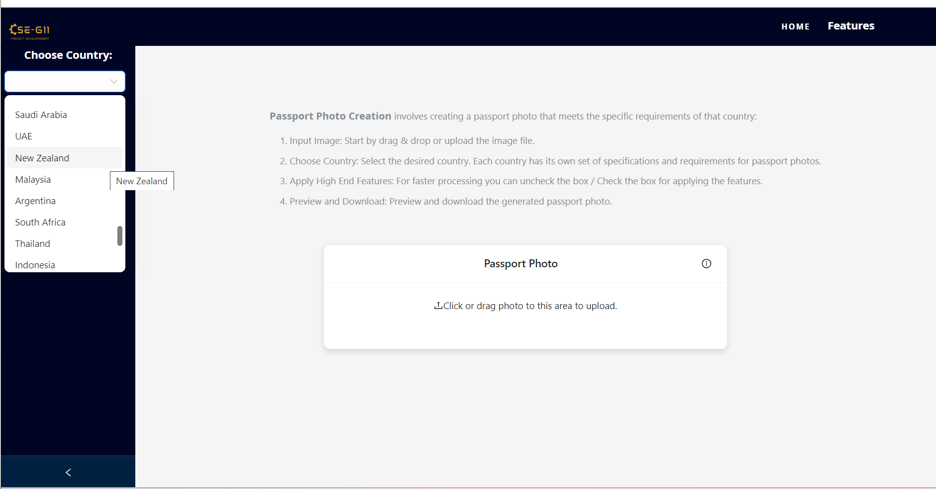 CSE-G11
PROJECT DEVELOPMENT
HOME Features
Choose Country:
Saudi Arabia
UAE
New Zealand
Malaysia
Argentina
South Africa
Thailand
Indonesia
New Zealand
Passport Photo Creation involves creating a passport photo that meets the specific requirements of that country:
1. Input Image: Start by drag & drop or upload the image file.
2. Choose Country: Select the desired country. Each country has its own set of specifications and requirements for passport photos.
3. Apply High End Features: For faster processing you can uncheck the box / Check the box for applying the features.
4. Preview and Download: Preview and download the generated passport photo.
Passport Photo
Click or drag photo to this area to upload.